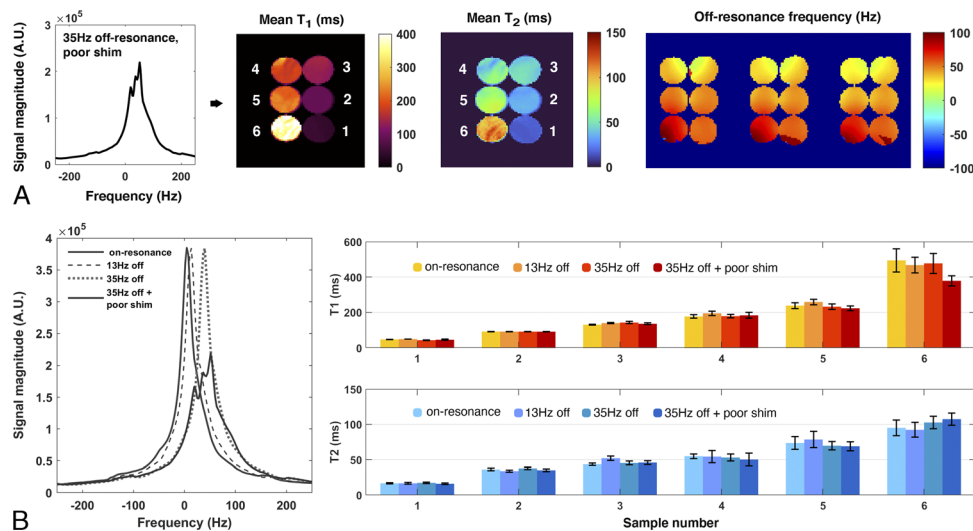 Signal magnitude (A.U.)
×10⁵
3
2
1
0
35Hz off-resonance,
poor shim
-200 0 200
Frequency (Hz)
A
Mean T₁ (ms)
4 3
5 2
6 1
400
300
200
100
0
Mean T₂ (ms)
4 3
5 2
6 1
150
100
50
0
Off-resonance frequency (Hz)
100
50
0
-50
-100
Signal magnitude (A.U.)
×10⁵
4
3.5
3
2.5
2
1.5
1
0.5
0
on-resonance
13Hz off
35Hz off
35Hz off +
poor shim
-200 -100 0 100 200
Frequency (Hz)
B
T1 (ms)
600
400
200
0
on-resonance 13Hz off 35Hz off 35Hz off + poor shim
1 2 3 4 5 6
T2 (ms)
150
100
50
0
on-resonance 13Hz off 35Hz off 35Hz off + poor shim
1 2 3 4 5 6
Sample number